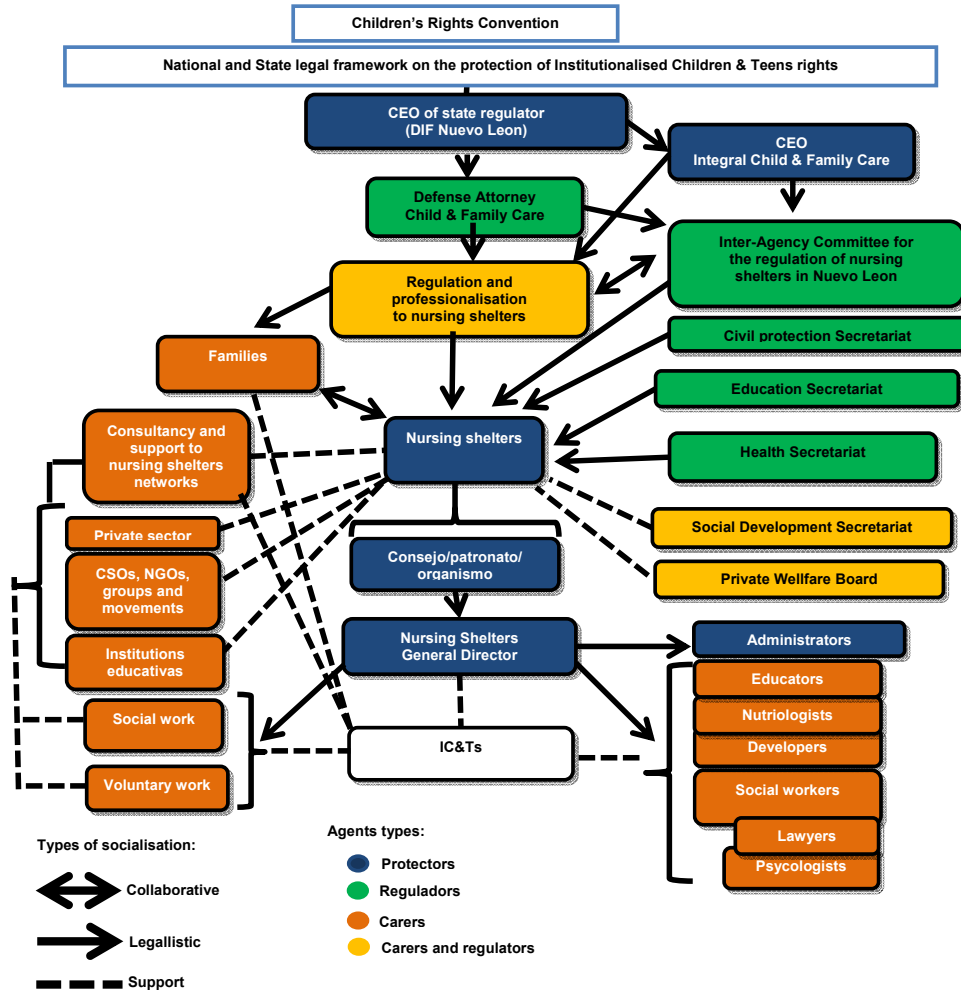 Children's Rights Convention
National and State legal framework on the protection of Institutionalised Children & Teens rights
CEO of state regulator
(DIF Nuevo Leon)
CEO
Integral Child & Family Care
Defense Attorney
Child & Family Care
Inter-Agency Committee for
the regulation of nursing
shelters in Nuevo Leon
Regulation and
professionalisation
to nursing shelters
Civil protection Secretariat
Families
Education Secretariat
Consultancy and
support to
nursing shelters
networks
Nursing shelters
Health Secretariat
Private sector
Social Development Secretariat
CSOs, NGOs,
groups and
movements
Consejo/patronato/
organismo
Private Wellfare Board
Institutions
educativas
Nursing Shelters
General Director
Administrators
Educators
Social work
Nutriologists
IC&Ts
Developers
Voluntary work
Social workers
Lawyers
Psycologists
Types of socialisation:
Collaborative
Legallistic
Support
Agents types:
Protectors
Reguladors
Carers
Carers and regulators